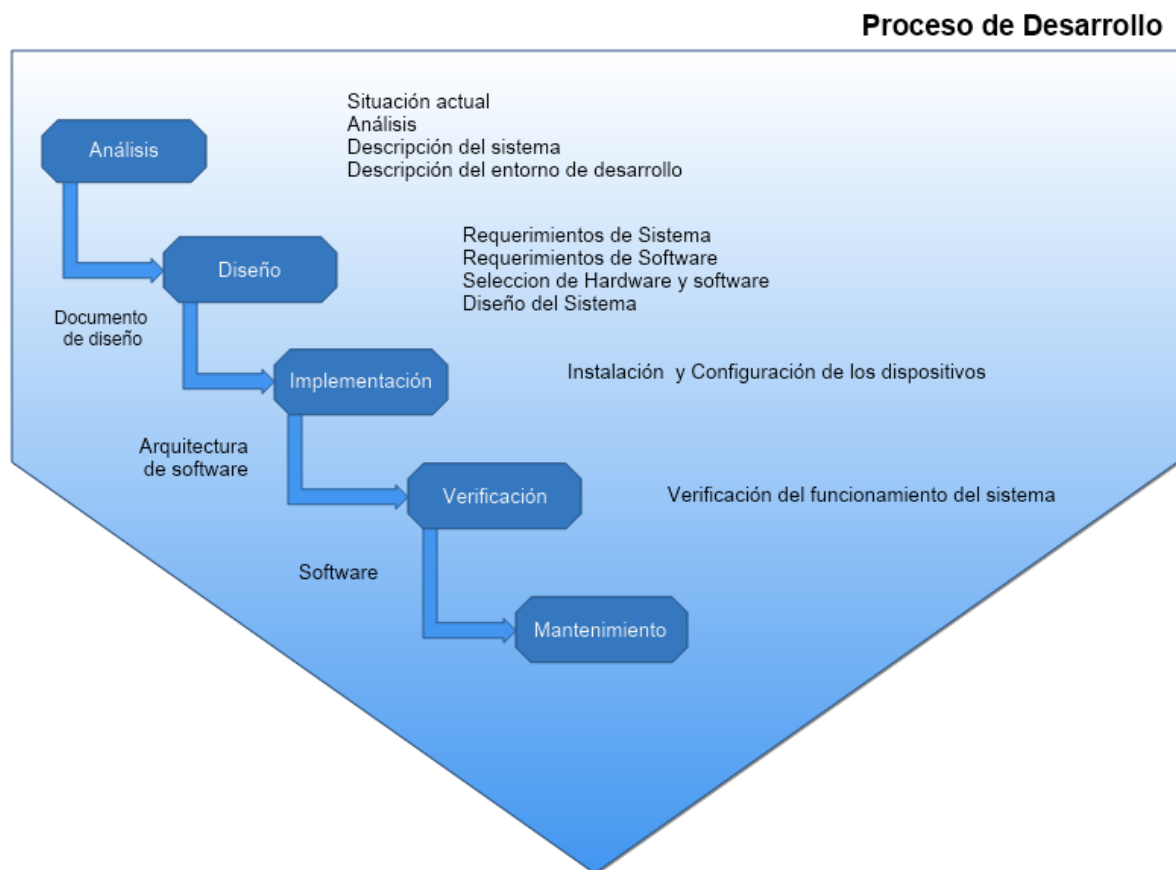 Proceso de Desarrollo
Situación actual
Análisis
Descripción del sistema
Descripción del entorno de desarrollo
Análisis
Requerimientos de Sistema
Requerimientos de Software
Seleccion de Hardware y software
Diseño del Sistema
Diseño
Documento
de diseño
Implementación
Instalación y Configuración de los dispositivos
Arquitectura
de software
Verificación
Verificación del funcionamiento del sistema
Software
Mantenimiento